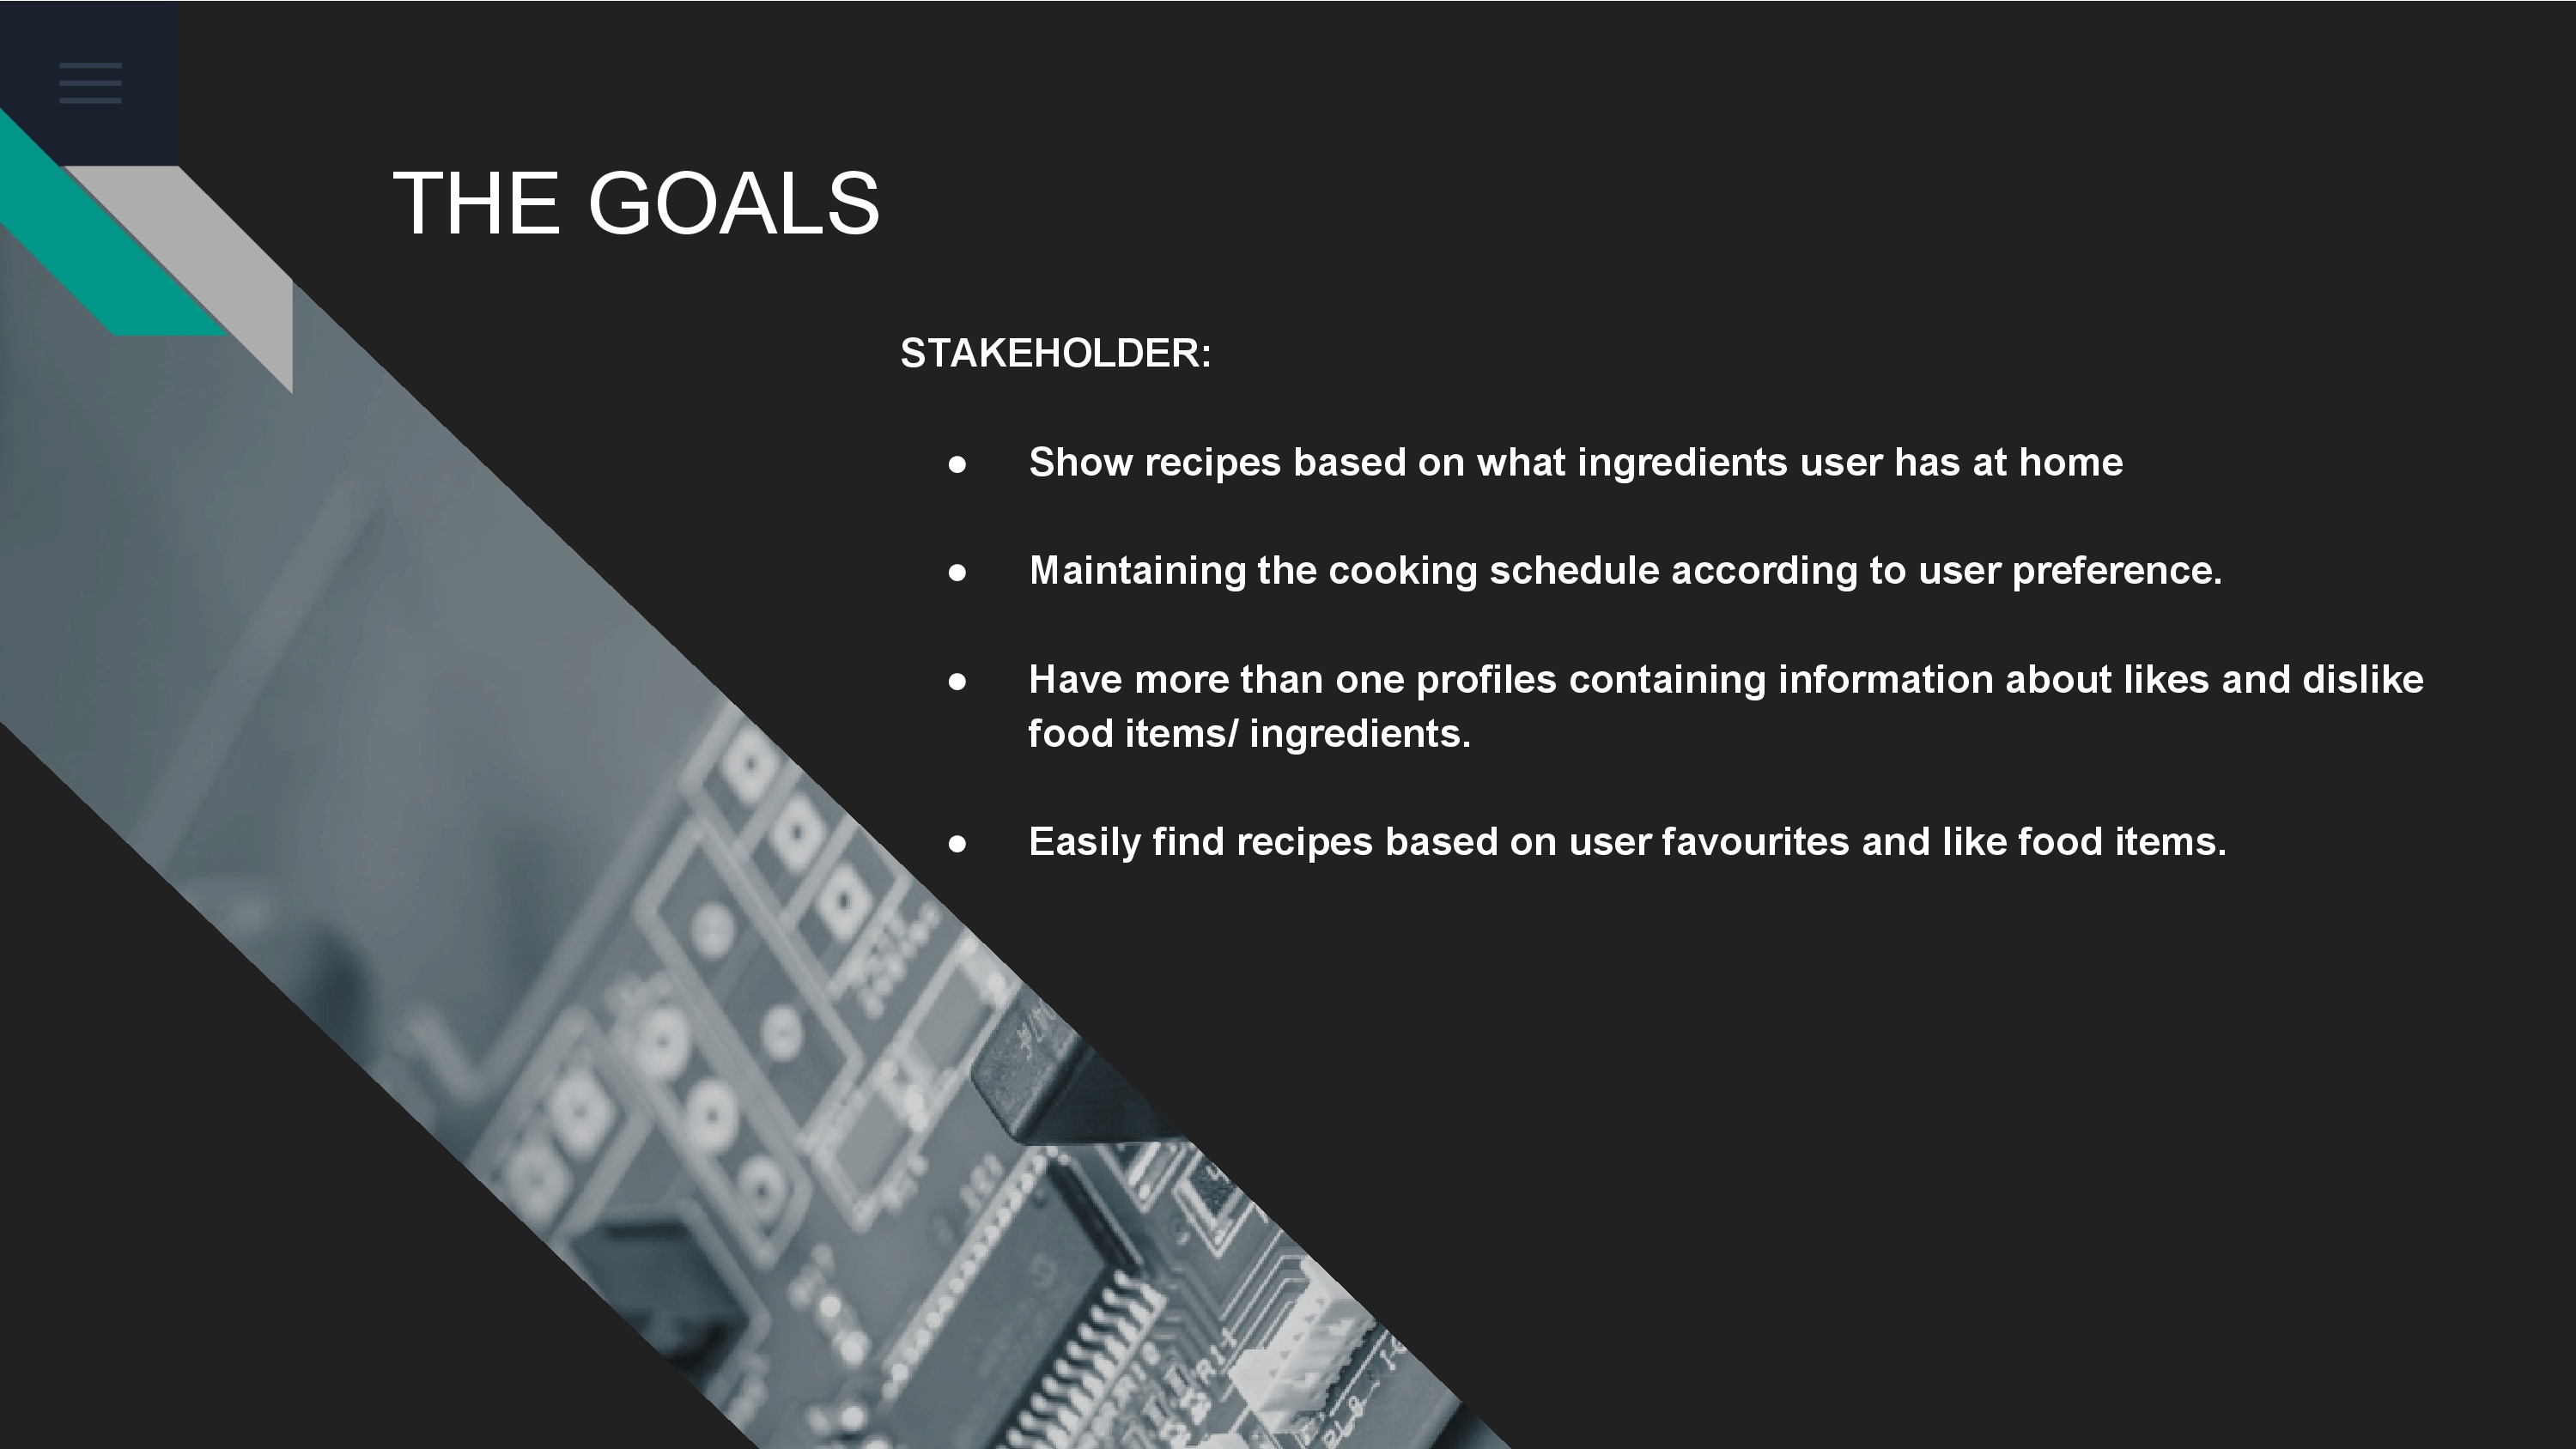 THE GOALS
STAKEHOLDER:
● Show recipes based on what ingredients user has at home
● Maintaining the cooking schedule according to user preference.
● Have more than one profiles containing information about likes and dislike
food items/ ingredients.
● Easily find recipes based on user favourites and like food items.